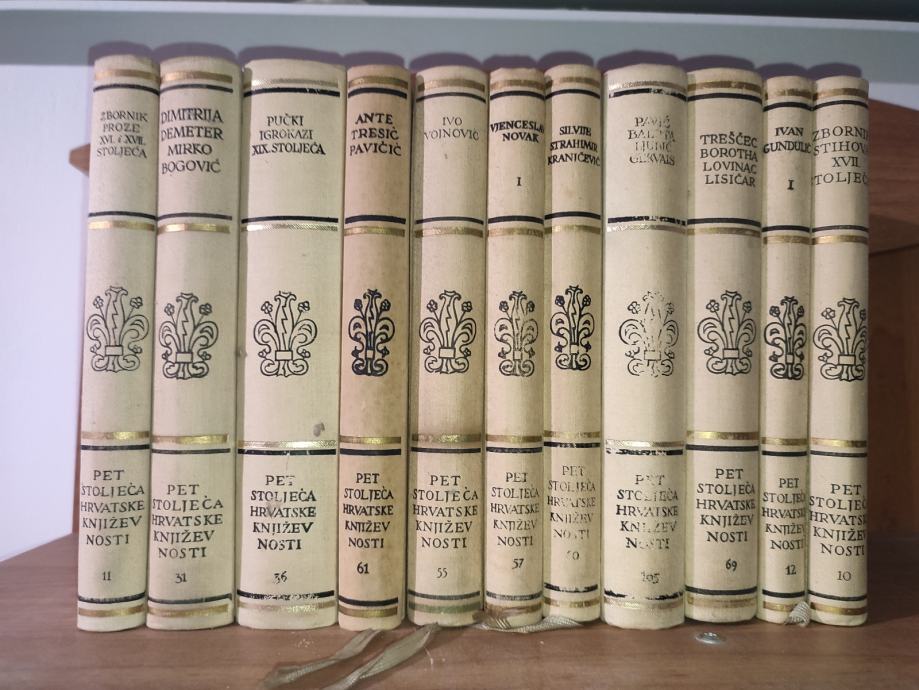 ZBORNIK
PROZE
XVI. i XVII.
STOLJEĆA
PET
STOLJEĆA
HRVATSKE
KNJIŽEV
NOSTI
11
DIMITRIJA
DEMETER
MIRKO
BOGOVIĆ
PET
STOLJEĆA
HRVATSKE
KNJIŽEV
NOSTI
31
PUČKI
IGROKAZI
XIX. STOLJEĆA
PET
STOLJEĆA
HRVATSKE
KNJIŽEV
NOSTI
36
ANTE
TRESIĆ
PAVIČIĆ
PET
STOLJEĆA
HRVATSKE
KNJIŽEV
NOSTI
61
IVO
VOJNOVIĆ
PET
STOLJEĆA
HRVATSKE
KNJIŽEV
NOSTI
55
VJENCESLAV
NOVAK
I
PET
STOLJEĆA
HRVATSKE
KNJIŽEV
NOSTI
57
SILVIJE
STRAHIMIR
KRANJČEVIĆ
PET
STOLJEĆA
HRVATSKE
KNJIŽEV
NOSTI
GERVAIS
PET
STOLJEĆA
HRVATSKE
KNJIŽEV
NOSTI
105
TREŠĆEC
BOROTHA
LOVINAC
LISIČAR
PET
STOLJEĆA
HRVATSKE
KNJIŽEV
NOSTI
69
IVAN
GUNDULIĆ
I
PET
STOLJEĆA
HRVATSKE
KNJIŽEV
NOSTI
12
ZBORNIK
STIHOVA
XVII.
STOLJEĆA
PET
STOLJEĆA
HRVATSKE
KNJIŽEV
NOSTI
10